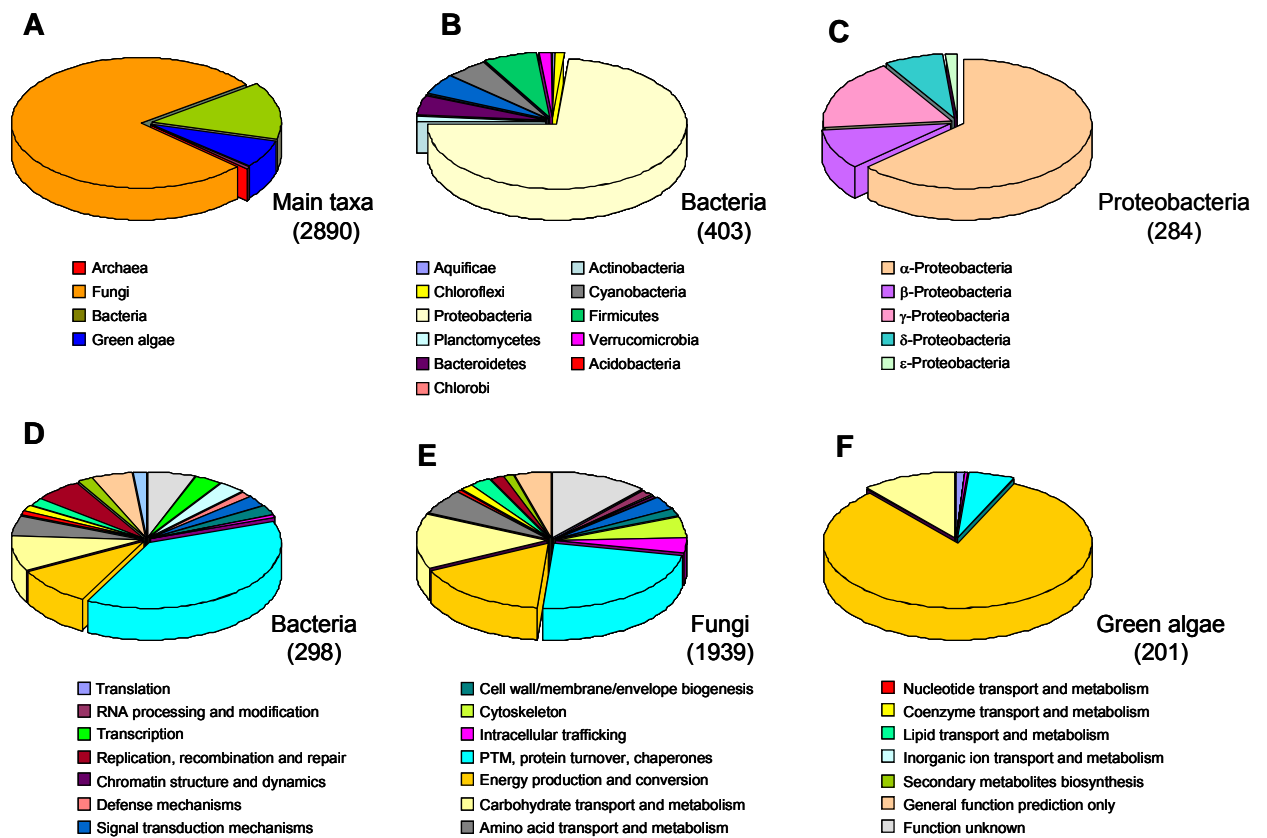 A
B
C
Main taxa
(2890)
Bacteria
(403)
Proteobacteria
(284)
Archaea
Fungi
Bacteria
Green algae
Aquificae
Chloroflexi
Proteobacteria
Planctomycetes
Bacteroidetes
Chlorobi
Actinobacteria
Cyanobacteria
Firmicutes
Verrucomicrobia
Acidobacteria
α-Proteobacteria
β-Proteobacteria
γ-Proteobacteria
δ-Proteobacteria
ε-Proteobacteria
D
E
F
Bacteria
(298)
Fungi
(1939)
Green algae
(201)
Translation
RNA processing and modification
Transcription
Replication, recombination and repair
Chromatin structure and dynamics
Defense mechanisms
Signal transduction mechanisms
Cell wall/membrane/envelope biogenesis
Cytoskeleton
Intracellular trafficking
PTM, protein turnover, chaperones
Energy production and conversion
Carbohydrate transport and metabolism
Amino acid transport and metabolism
Nucleotide transport and metabolism
Coenzyme transport and metabolism
Lipid transport and metabolism
Inorganic ion transport and metabolism
Secondary metabolites biosynthesis
General function prediction only
Function unknown